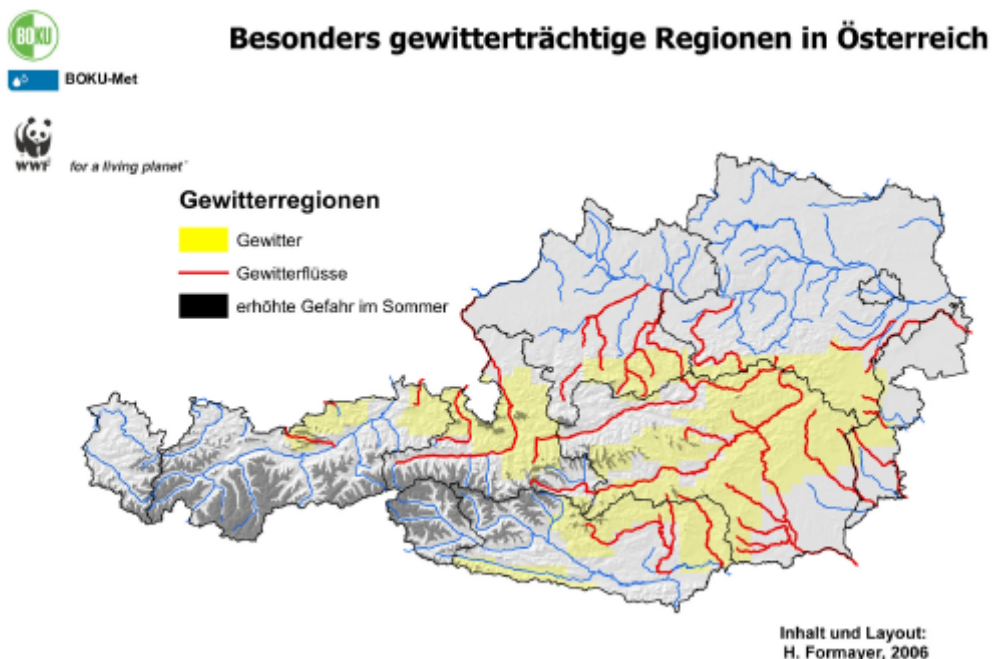 BOKU
Besonders gewitterträchtige Regionen in Österreich
BOKU-Met
WWF
for a living planet®
Gewitterregionen
Gewitter
Gewitterflüsse
erhöhte Gefahr im Sommer
Inhalt und Layout:
H. Formayer, 2006